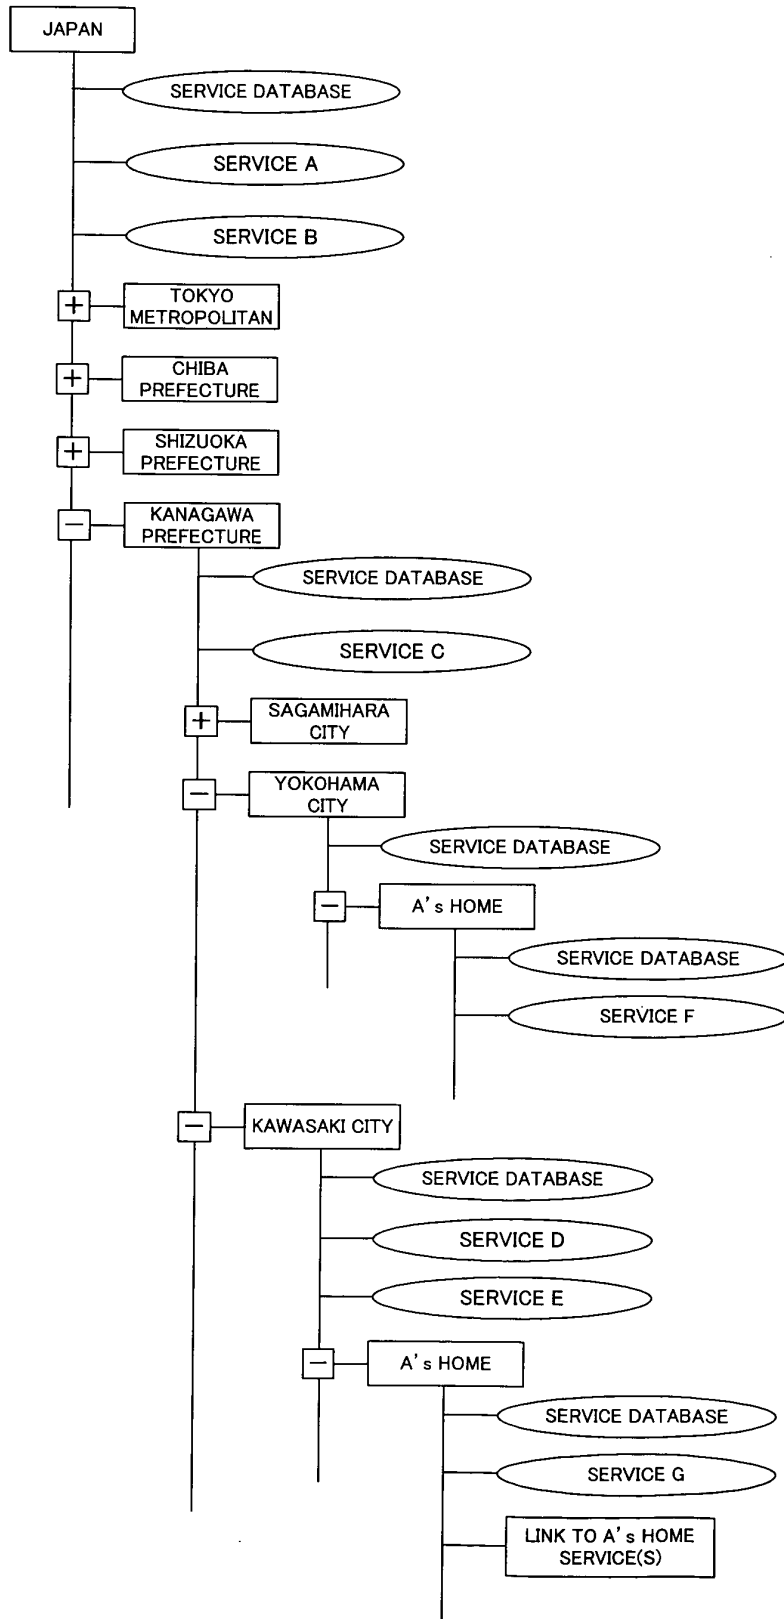 JAPAN
SERVICE DATABASE
SERVICE A
SERVICE B
+
TOKYO
METROPOLITAN
+
CHIBA
PREFECTURE
+
SHIZUOKA
PREFECTURE
−
KANAGAWA
PREFECTURE
SERVICE DATABASE
SERVICE C
+
SAGAMIHARA
CITY
−
YOKOHAMA
CITY
SERVICE DATABASE
−
A's HOME
SERVICE DATABASE
SERVICE F
−
KAWASAKI CITY
SERVICE DATABASE
SERVICE D
SERVICE E
−
A's HOME
SERVICE DATABASE
SERVICE G
LINK TO A's HOME
SERVICE(S)